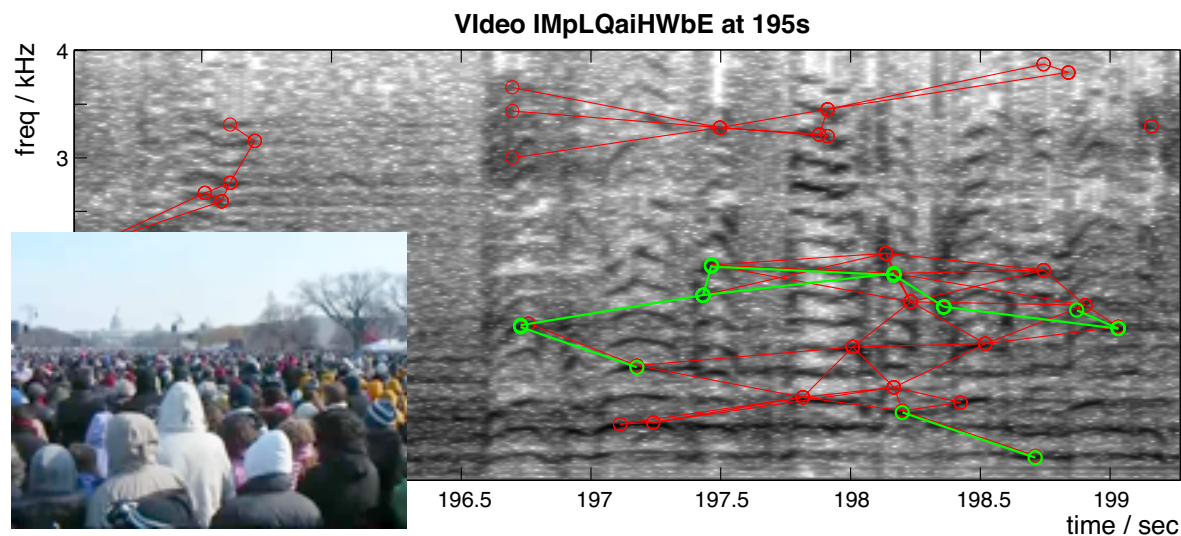 VIdeo IMpLQaiHWbE at 195s
freq / kHz
4
3
196.5 197 197.5 198 198.5 199
time / sec